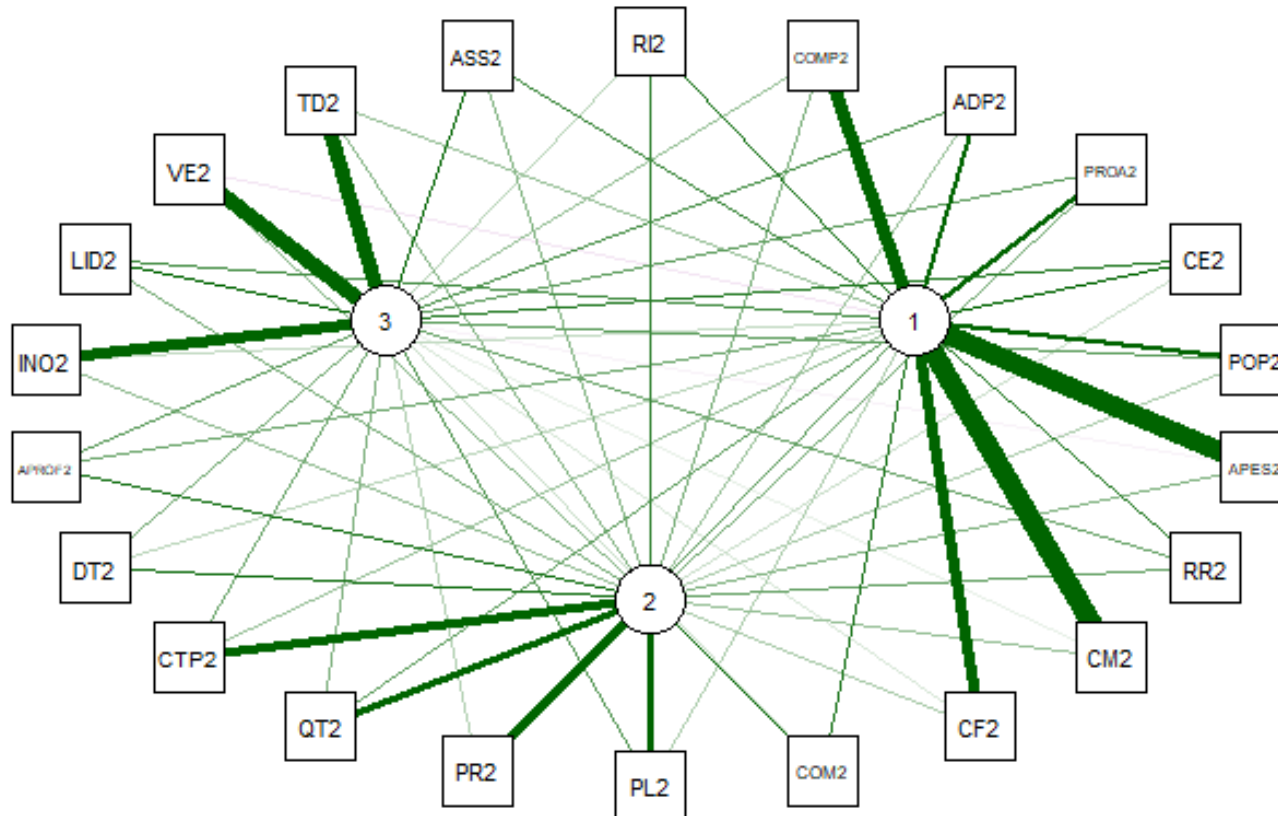 RI2
ASS2
COMP2
TD2
ADP2
VE2
PROA2
LID2
CE2
3
1
INO2
POP2
APROF2
APES2
DT2
RR2
2
CTP2
CM2
QT2
CF2
PR2
COM2
PL2